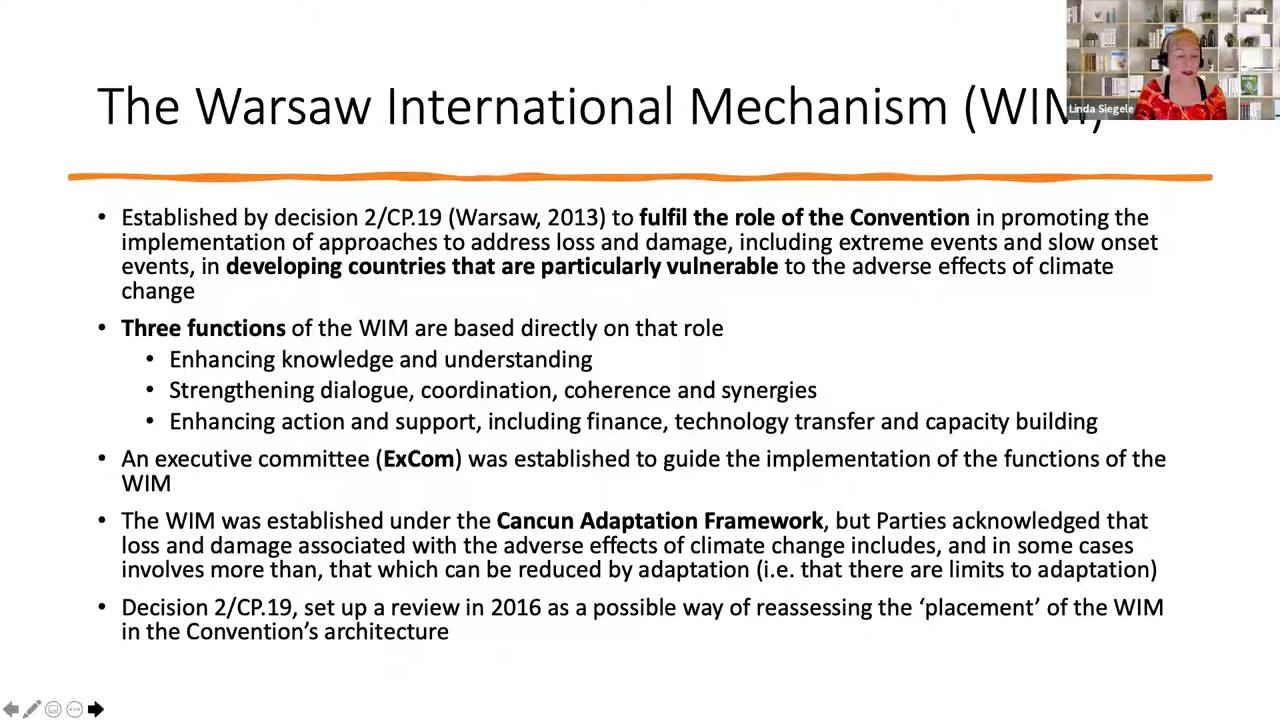 The Warsaw International Mechanism (WIM)
Linda Siegele
• Established by decision 2/CP.19 (Warsaw, 2013) to fulfil the role of the Convention in promoting the
implementation of approaches to address loss and damage, including extreme events and slow onset
events, in developing countries that are particularly vulnerable to the adverse effects of climate
change
• Three functions of the WIM are based directly on that role
• Enhancing knowledge and understanding
• Strengthening dialogue, coordination, coherence and synergies
• Enhancing action and support, including finance, technology transfer and capacity building
• An executive committee (ExCom) was established to guide the implementation of the functions of the
WIM
• The WIM was established under the Cancun Adaptation Framework, but Parties acknowledged that
loss and damage associated with the adverse effects of climate change includes, and in some cases
involves more than, that which can be reduced by adaptation (i.e. that there are limits to adaptation)
• Decision 2/CP.19, set up a review in 2016 as a possible way of reassessing the ‘placement’ of the WIM
in the Convention’s architecture